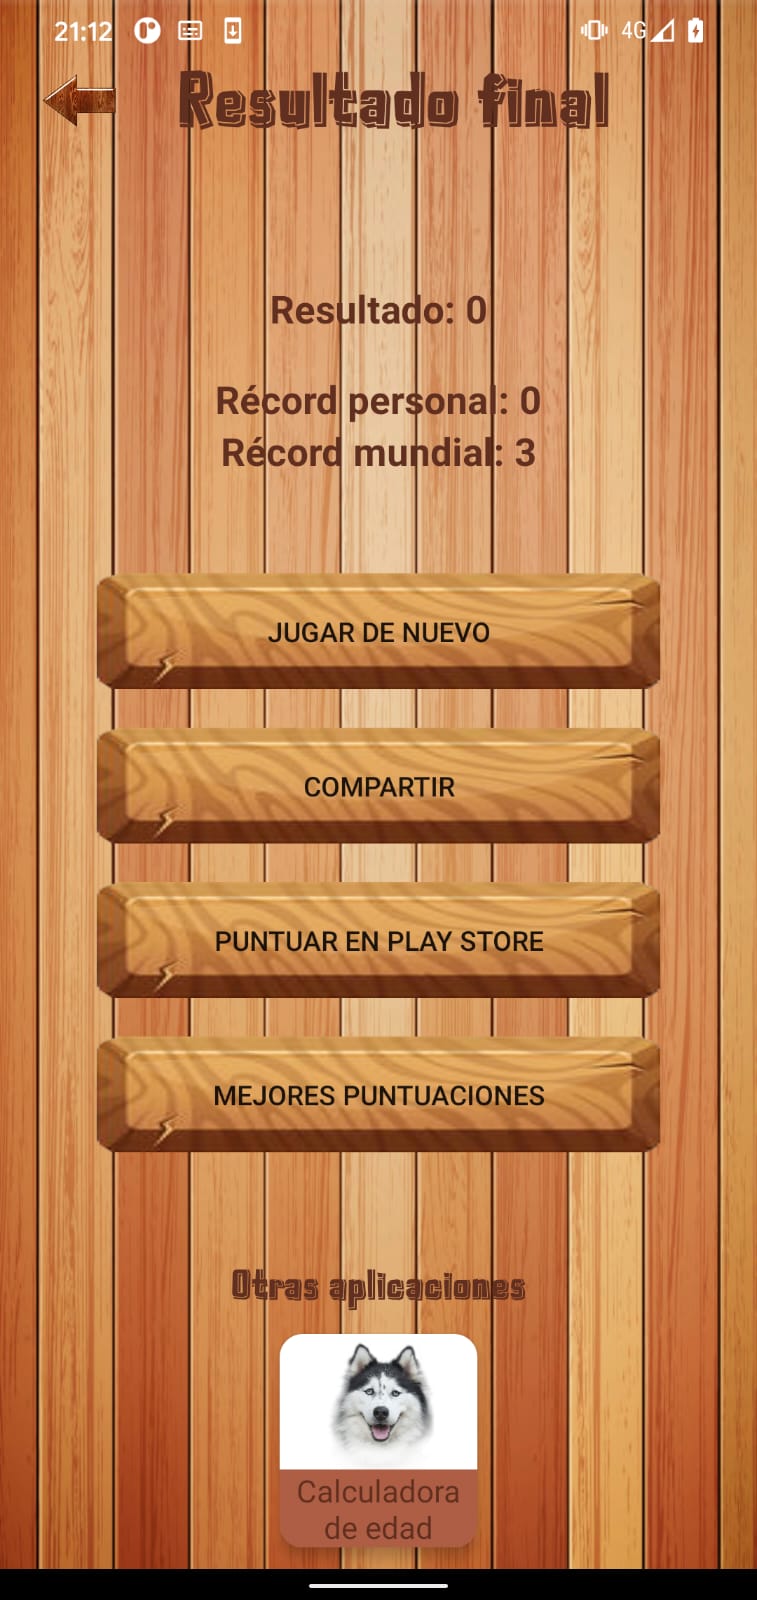 21:12
4G
Resultado final
Resultado: 0
Récord personal: 0
Récord mundial: 3
JUGAR DE NUEVO
COMPARTIR
PUNTUAR EN PLAY STORE
MEJORES PUNTUACIONES
Otras aplicaciones
Calculadora
de edad